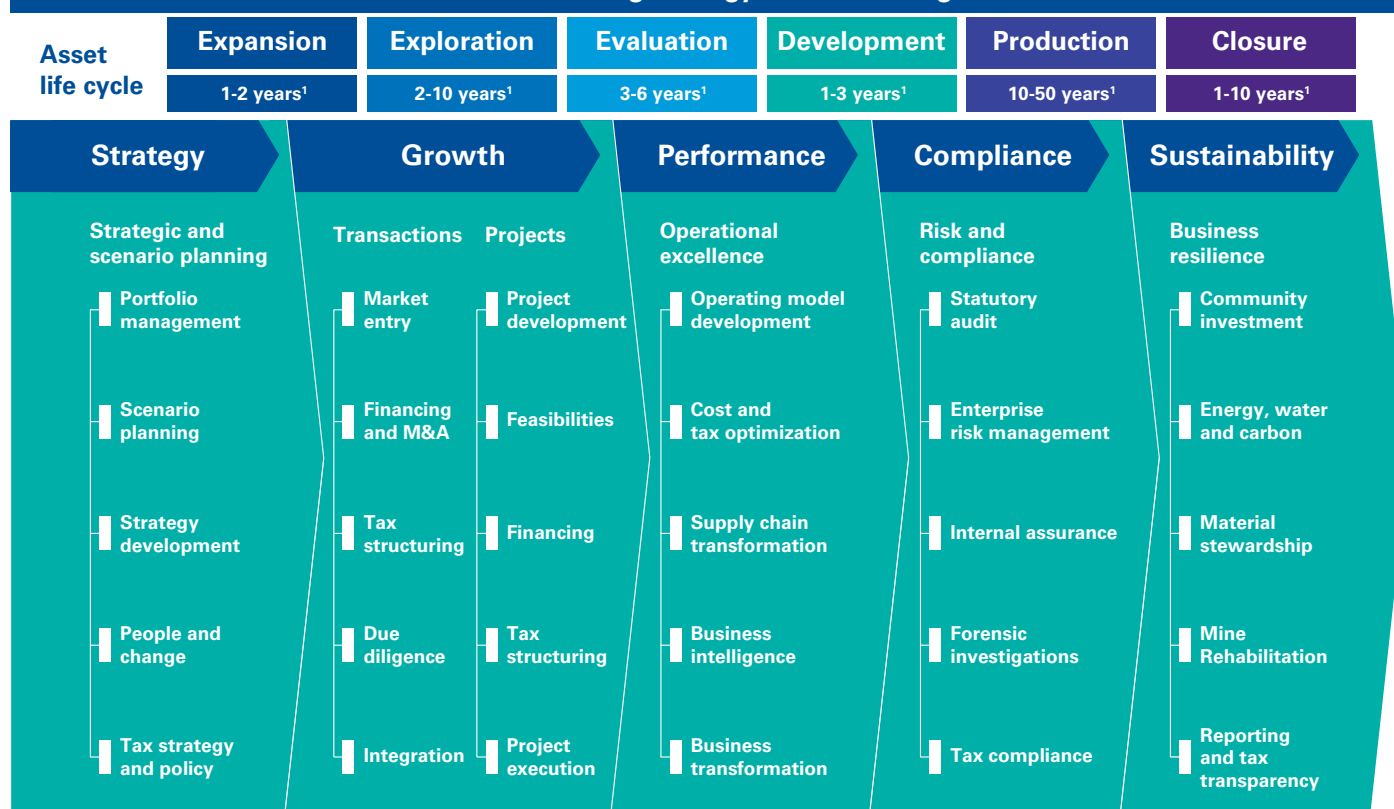 Asset
life cycle
Expansion
Exploration
Evaluation
Development
Production
Closure
1-2 years¹
2-10 years¹
3-6 years¹
1-3 years¹
10-50 years¹
1-10 years¹
Strategy
Growth
Performance
Compliance
Sustainability
Strategic and
scenario planning
Portfolio
management
Scenario
planning
Strategy
development
People and
change
Tax strategy
and policy
Transactions
Market
entry
Financing
and M&A
Tax
structuring
Due
diligence
Integration
Projects
Project
development
Feasibilities
Financing
Tax
structuring
Project
execution
Operational
excellence
Operating model
development
Cost and
tax optimization
Supply chain
transformation
Business
intelligence
Business
transformation
Risk and
compliance
Statutory
audit
Enterprise
risk management
Internal assurance
Forensic
investigations
Tax compliance
Business
resilience
Community
investment
Energy, water
and carbon
Material
stewardship
Mine
Rehabilitation
Reporting
and tax
transparency